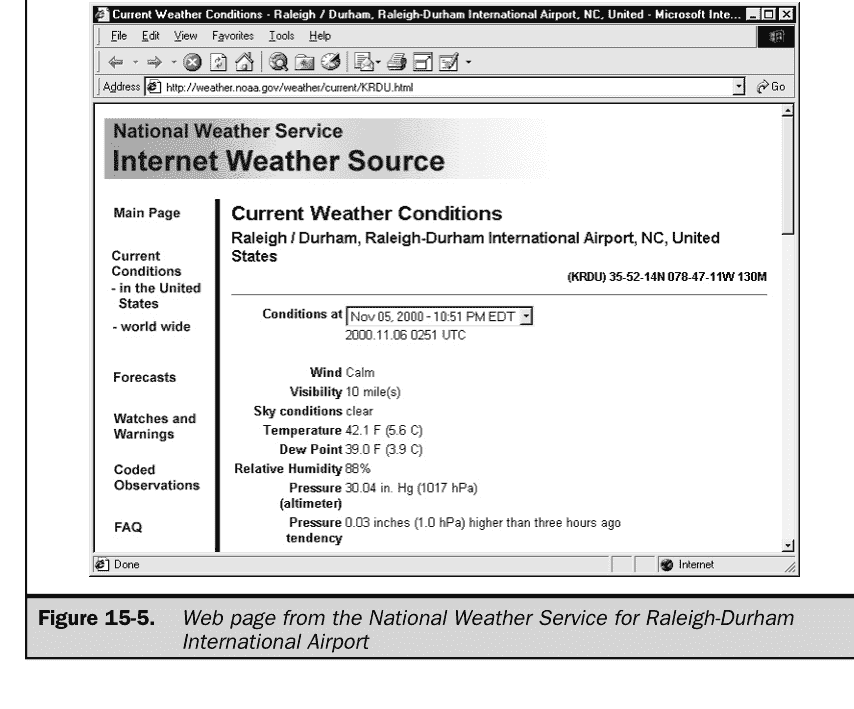 Current Weather Conditions - Raleigh / Durham, Raleigh-Durham International Airport, NC, United - Microsoft Inte...
File Edit View Favorites Tools Help
Address http://weather.noaa.gov/weather/current/KRDU.html Go
National Weather Service
Internet Weather Source
Main Page
Current
Conditions
- in the United
States
- world wide
Forecasts
Watches and
Warnings
Coded
Observations
FAQ
Current Weather Conditions
Raleigh / Durham, Raleigh-Durham International Airport, NC, United
States
(KRDU) 35-52-14N 078-47-11W 130M
Conditions at Nov 05, 2000 - 10:51 PM EDT
2000.11.06 0251 UTC
Wind Calm
Visibility 10 mile(s)
Sky conditions clear
Temperature 42.1 F (5.6 C)
Dew Point 39.0 F (3.9 C)
Relative Humidity 88%
Pressure 30.04 in. Hg (1017 hPa)
(altimeter)
Pressure 0.03 inches (1.0 hPa) higher than three hours ago
tendency
Done Internet
Figure 15-5. Web page from the National Weather Service for Raleigh-Durham
International Airport